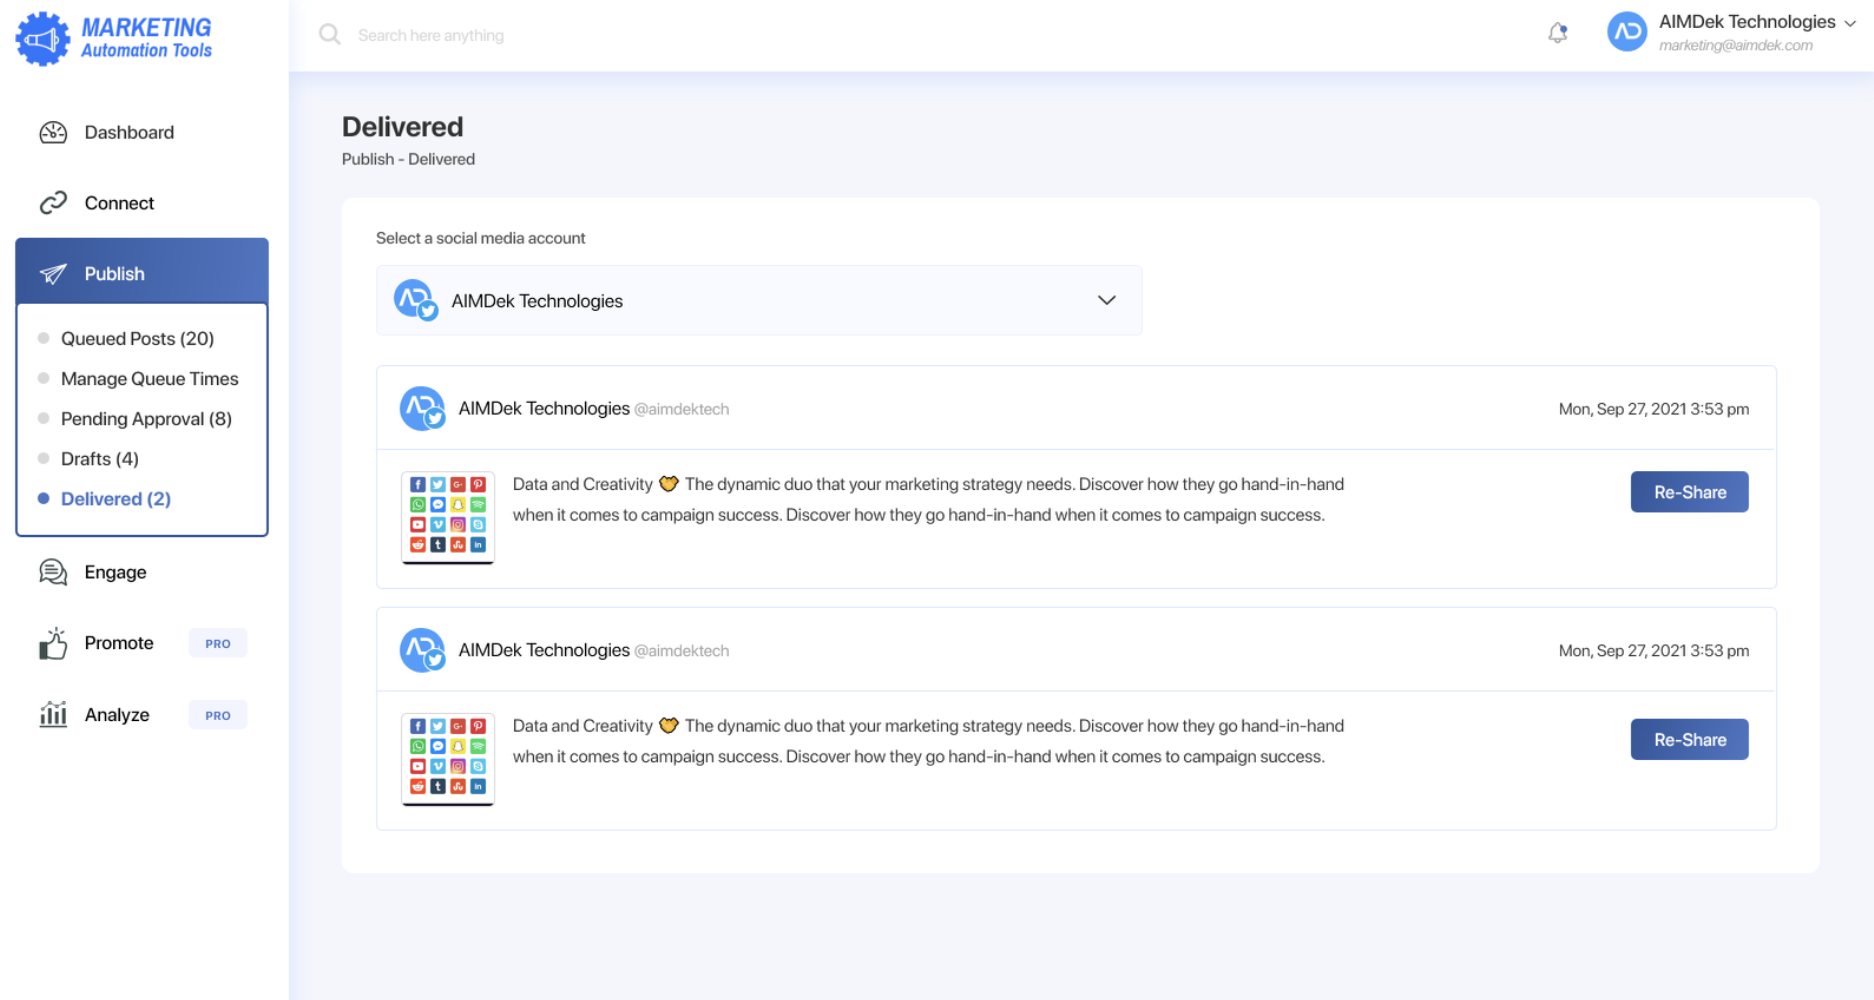 MARKETING
Automation Tools
Search here anything
AIMDek Technologies
marketing@aimdek.com
Dashboard
Connect
Publish
Queued Posts (20)
Manage Queue Times
Pending Approval (8)
Drafts (4)
Delivered (2)
Engage
Promote PRO
Analyze PRO
Delivered
Publish - Delivered
Select a social media account
AIMDek Technologies
AIMDek Technologies @aimdektech
Mon, Sep 27, 2021 3:53 pm
Data and Creativity The dynamic duo that your marketing strategy needs. Discover how they go hand-in-hand
when it comes to campaign success. Discover how they go hand-in-hand when it comes to campaign success.
Re-Share
AIMDek Technologies @aimdektech
Mon, Sep 27, 2021 3:53 pm
Data and Creativity The dynamic duo that your marketing strategy needs. Discover how they go hand-in-hand
when it comes to campaign success. Discover how they go hand-in-hand when it comes to campaign success.
Re-Share